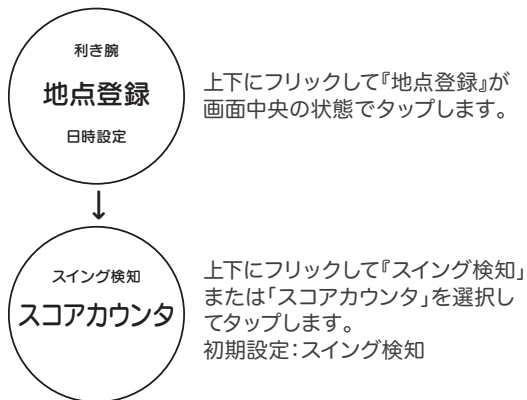 利き腕
地点登録
日時設定
上下にフリックして『地点登録』が
画面中央の状態でタップします。
↓
スイング検知
スコアカウンタ
上下にフリックして『スイング検知』
または「スコアカウンタ」を選択し
てタップします。
初期設定:スイング検知